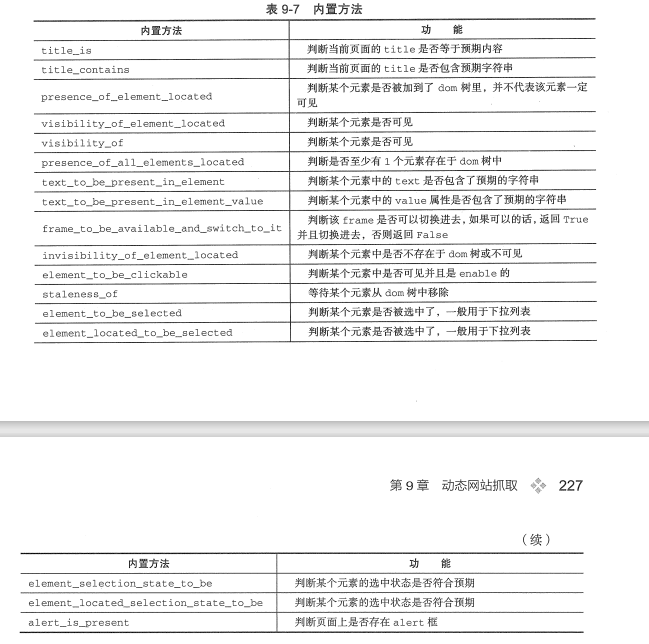 表 9-7 内置方法
内置方法 功 能
title_is 判断当前页面的 title 是否等于预期内容
title_contains 判断当前页面的 title 是否包含预期字符串
presence_of_element_located 判断某个元素是否被加到了 dom 树里，并不代表该元素一定
可见
visibility_of_element_located 判断某个元素是否可见
visibility_of 判断某个元素是否可见
presence_of_all_elements_located 判断是否至少有 1 个元素存在于 dom 树中
text_to_be_present_in_element 判断某个元素中的 text 是否包含了预期的字符串
text_to_be_present_in_element_value 判断某个元素中的 value 属性是否包含了预期的字符串
frame_to_be_available_and_switch_to_it 判断该 frame 是否可以切换进去，如果可以的话，返回 True
并且切换进去，否则返回 False
invisibility_of_element_located 判断某个元素中是否不存在于 dom 树或不可见
element_to_be_clickable 判断某个元素中是否可见并且是 enable 的
staleness_of 等待某个元素从 dom 树中移除
element_to_be_selected 判断某个元素是否被选中了，一般用于下拉列表
element_located_to_be_selected 判断某个元素是否被选中了，一般用于下拉列表
第 9 章 动态网站抓取 227
（续）
内置方法 功 能
element_selection_state_to_be 判断某个元素的选中状态是否符合预期
element_located_selection_state_to_be 判断某个元素的选中状态是否符合预期
alert_is_present 判断页面上是否存在 alert 框